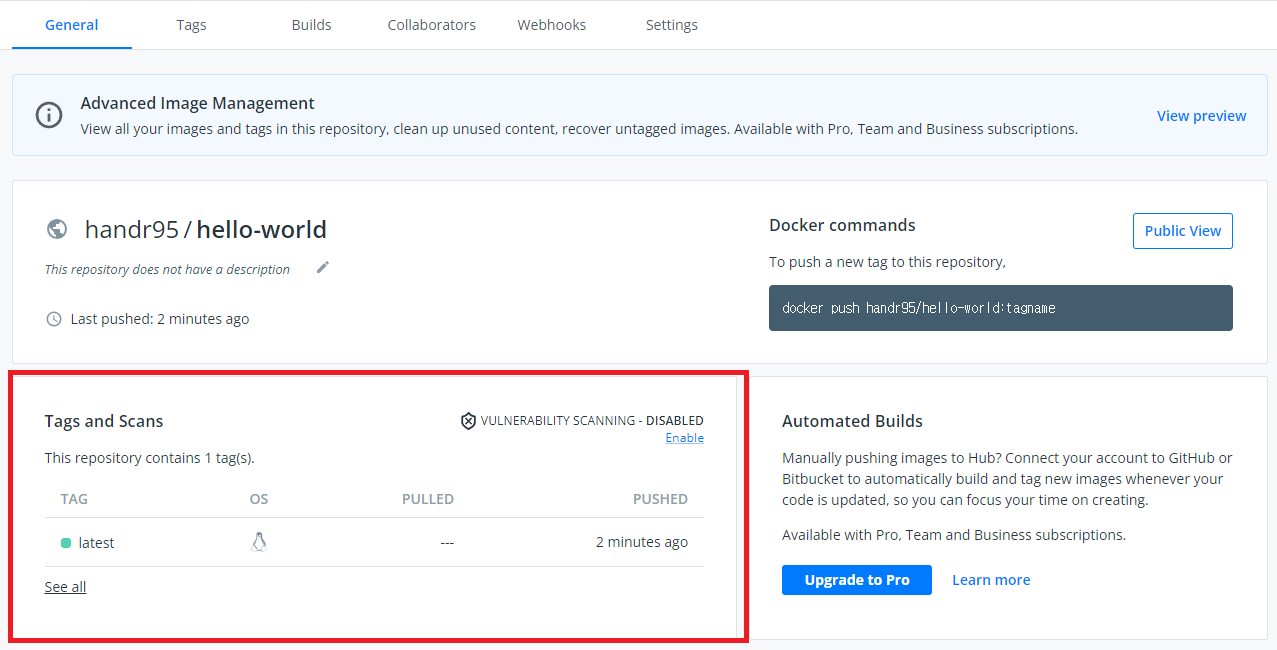 General Tags Builds Collaborators Webhooks Settings
Advanced Image Management
View all your images and tags in this repository, clean up unused content, recover untagged images. Available with Pro, Team and Business subscriptions.
View preview
handr95 / hello-world
This repository does not have a description
Last pushed: 2 minutes ago
Docker commands
Public View
To push a new tag to this repository,
docker push handr95/hello-world:tagname
Tags and Scans
VULNERABILITY SCANNING - DISABLED
Enable
This repository contains 1 tag(s).
TAG OS PULLED PUSHED
latest --- 2 minutes ago
See all
Automated Builds
Manually pushing images to Hub? Connect your account to GitHub or
Bitbucket to automatically build and tag new images whenever your
code is updated, so you can focus your time on creating.
Available with Pro, Team and Business subscriptions.
Upgrade to Pro Learn more